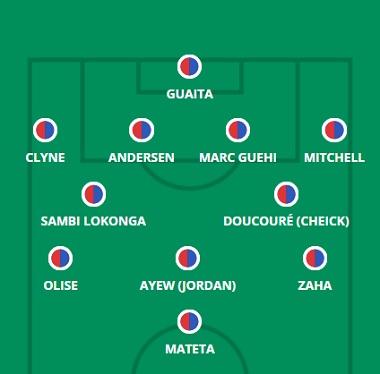 GUAITA
CLYNE ANDERSEN MARC GUEHI MITCHELL
SAMBI LOKONGA DOUCOURÉ (CHEICK)
OLISE AYEW (JORDAN) ZAHA
MATETA